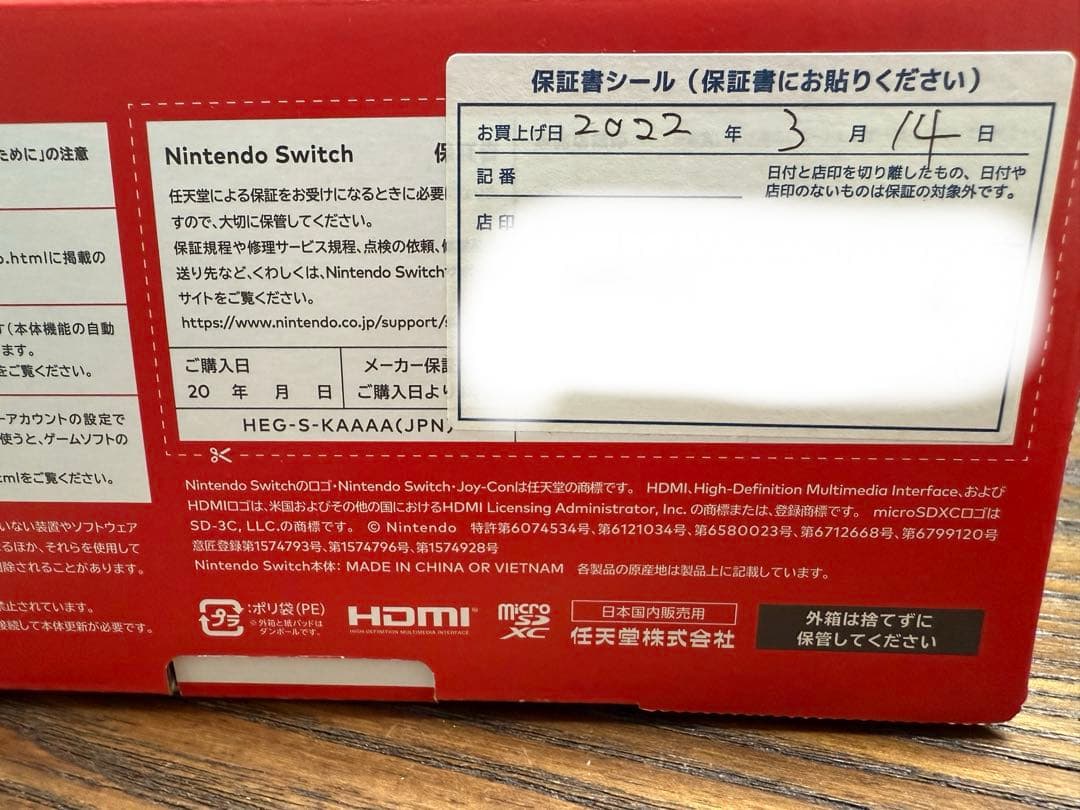 保証書シール（保証書にお貼りください）
お買上げ日 2022 年 3 月 14 日
記番
日付と店印を切り離したもの、日付や
店印のないものは保証の対象外です。
店印
ために」の注意
o.htmlに掲載の
す（本体機能の自動
ます。
をご覧ください。
ーアカウントの設定で
使うと、ゲームソフトの
mlをご覧ください。
いない装置やソフトウェア
るほか、それらを使用して
削除されることがあります。
禁止されています。
接続して本体更新が必要です。
Nintendo Switch 保
任天堂による保証をお受けになるときに必要
すので、大切に保管してください。
保証規程や修理サービス規程、点検の依頼、
送り先など、くわしくは、Nintendo Switch
サイトをご覧ください。
https://www.nintendo.co.jp/support/s
ご購入日
20 年 月 日
メーカー保証
ご購入日より
HEG-S-KAAAA(JPN)
Nintendo Switchのロゴ・Nintendo Switch・Joy-Conは任天堂の商標です。 HDMI、High-Definition Multimedia Interface、および
HDMIロゴは、米国およびその他の国におけるHDMI Licensing Administrator, Inc. の商標または、登録商標です。 microSDXCロゴは
SD-3C, LLC.の商標です。 © Nintendo 特許第6074534号、第6121034号、第6580023号、第6712668号、第6799120号
意匠登録第1574793号、第1574796号、第1574928号
Nintendo Switch本体： MADE IN CHINA OR VIETNAM 各製品の原産地は製品上に記載しています。
プラ
:ポリ袋(PE)
※外箱と紙パッドは
ダンボールです。
HDMI
HIGH-DEFINITION MULTIMEDIA INTERFACE
micro
SD
XC
日本国内販売用
任天堂株式会社
外箱は捨てずに
保管してください